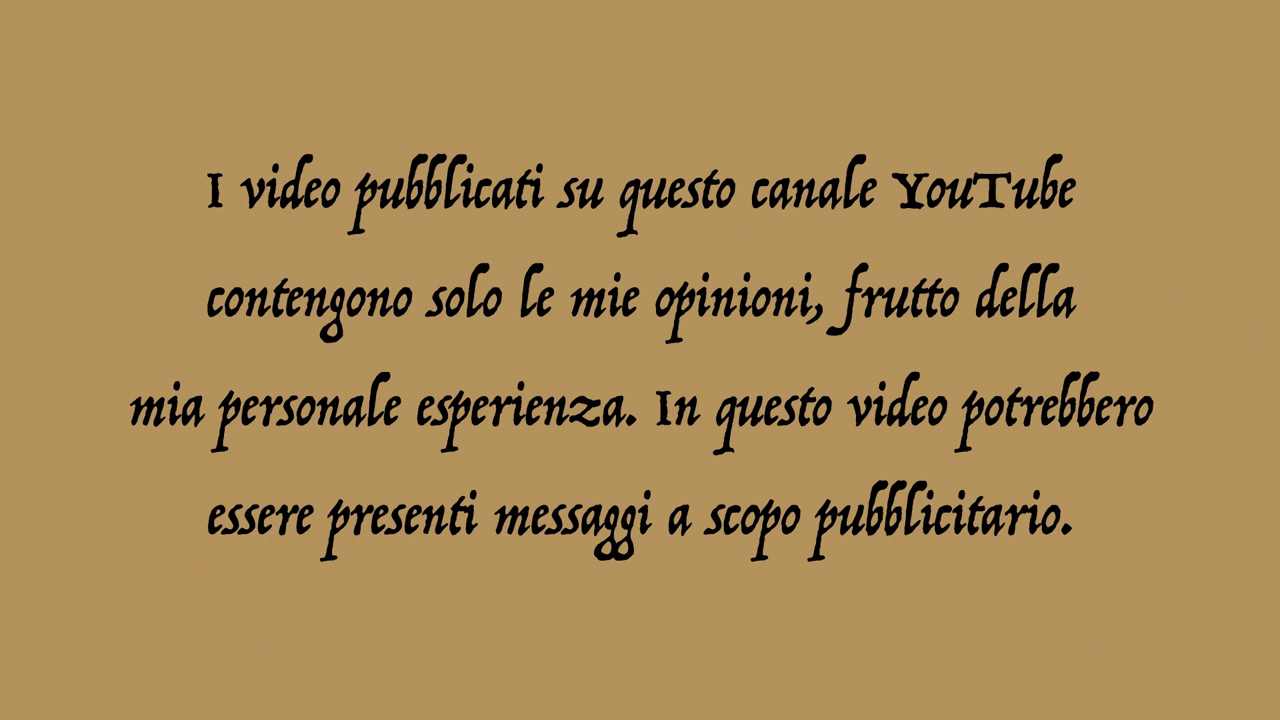 I video pubblicati su questo canale YouTube
contengono solo le mie opinioni, frutto della
mia personale esperienza. In questo video potrebbero
essere presenti messaggi a scopo pubblicitario.